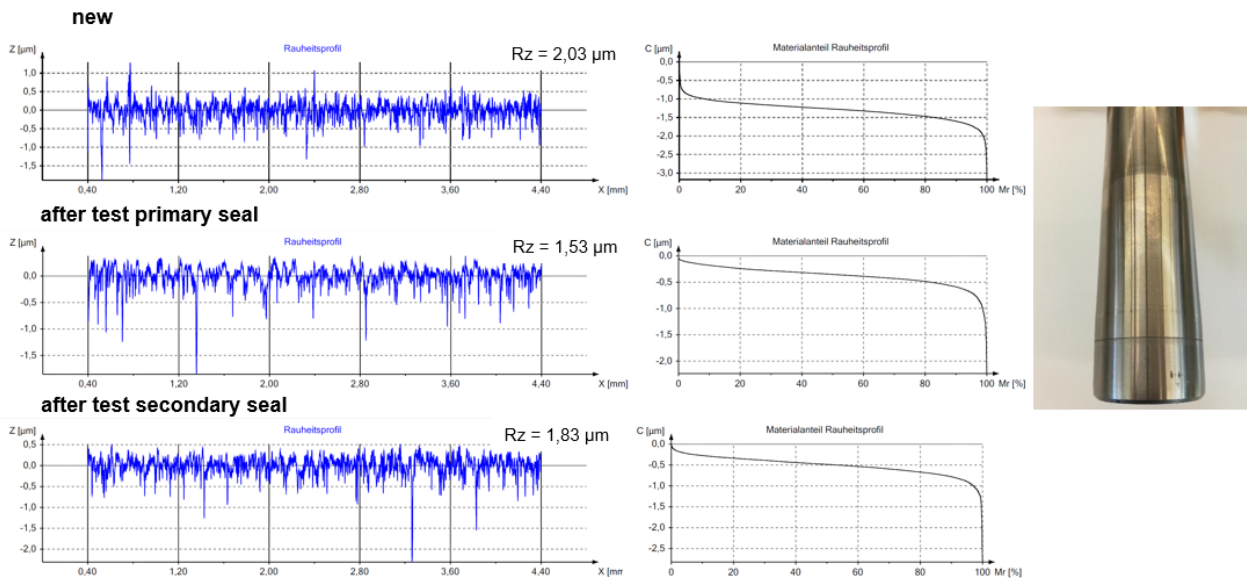 new
Z [µm] Rauheitsprofil Rz = 2,03 µm
1,0
0,5
0,0
-0,5
-1,0
-1,5
0,40 1,20 2,00 2,80 3,60 4,40
X [mm]
C [µm] Materialanteil Rauheitsprofil
0,0
-0,5
-1,0
-1,5
-2,0
-2,5
-3,0
0 20 40 60 80 100 Mr [%]
after test primary seal
Z [µm] Rauheitsprofil Rz = 1,53 µm
0,0
-0,5
-1,0
-1,5
0,40 1,20 2,00 2,80 3,60 4,40
X [mm]
C [µm] Materialanteil Rauheitsprofil
0,0
-0,5
-1,0
-1,5
-2,0
0 20 40 60 80 100 Mr [%]
after test secondary seal
Z [µm] Rauheitsprofil Rz = 1,83 µm
0,5
0,0
-0,5
-1,0
-1,5
-2,0
0,40 1,20 2,00 2,80 3,60 4,40
X [mm
C [µm] Materialanteil Rauheitsprofil
0,0
-0,5
-1,0
-1,5
-2,0
-2,5
0 20 40 60 80 100 Mr [%]